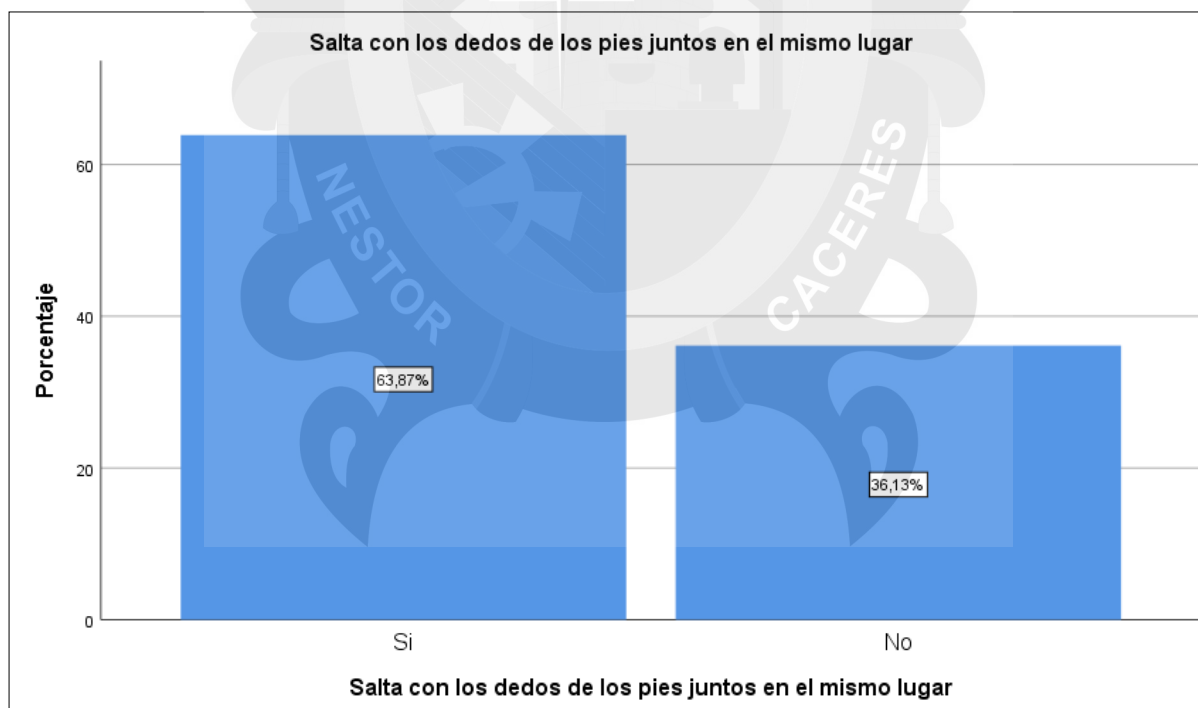 Salta con los dedos de los pies juntos en el mismo lugar
NESTOR
CACERES
Porcentaje
60
40
20
0
63,87%
36,13%
Si
No
Salta con los dedos de los pies juntos en el mismo lugar